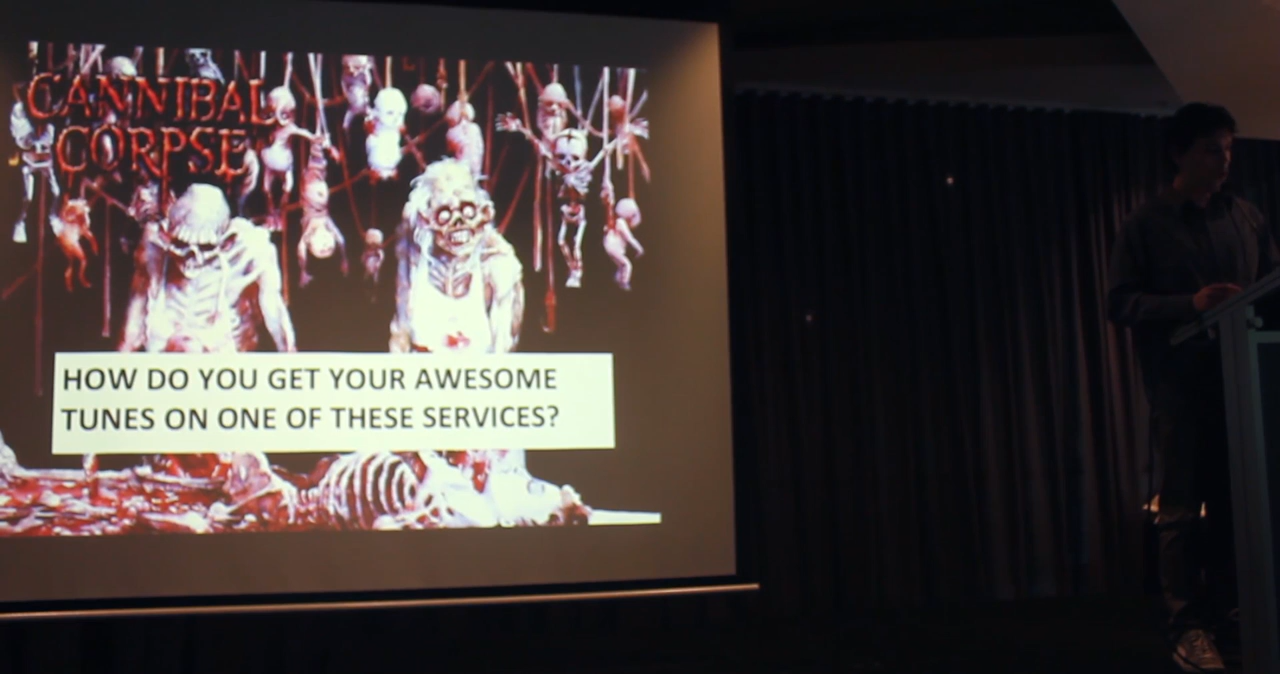 CANNIBAL
CORPSE
HOW DO YOU GET YOUR AWESOME
TUNES ON ONE OF THESE SERVICES?